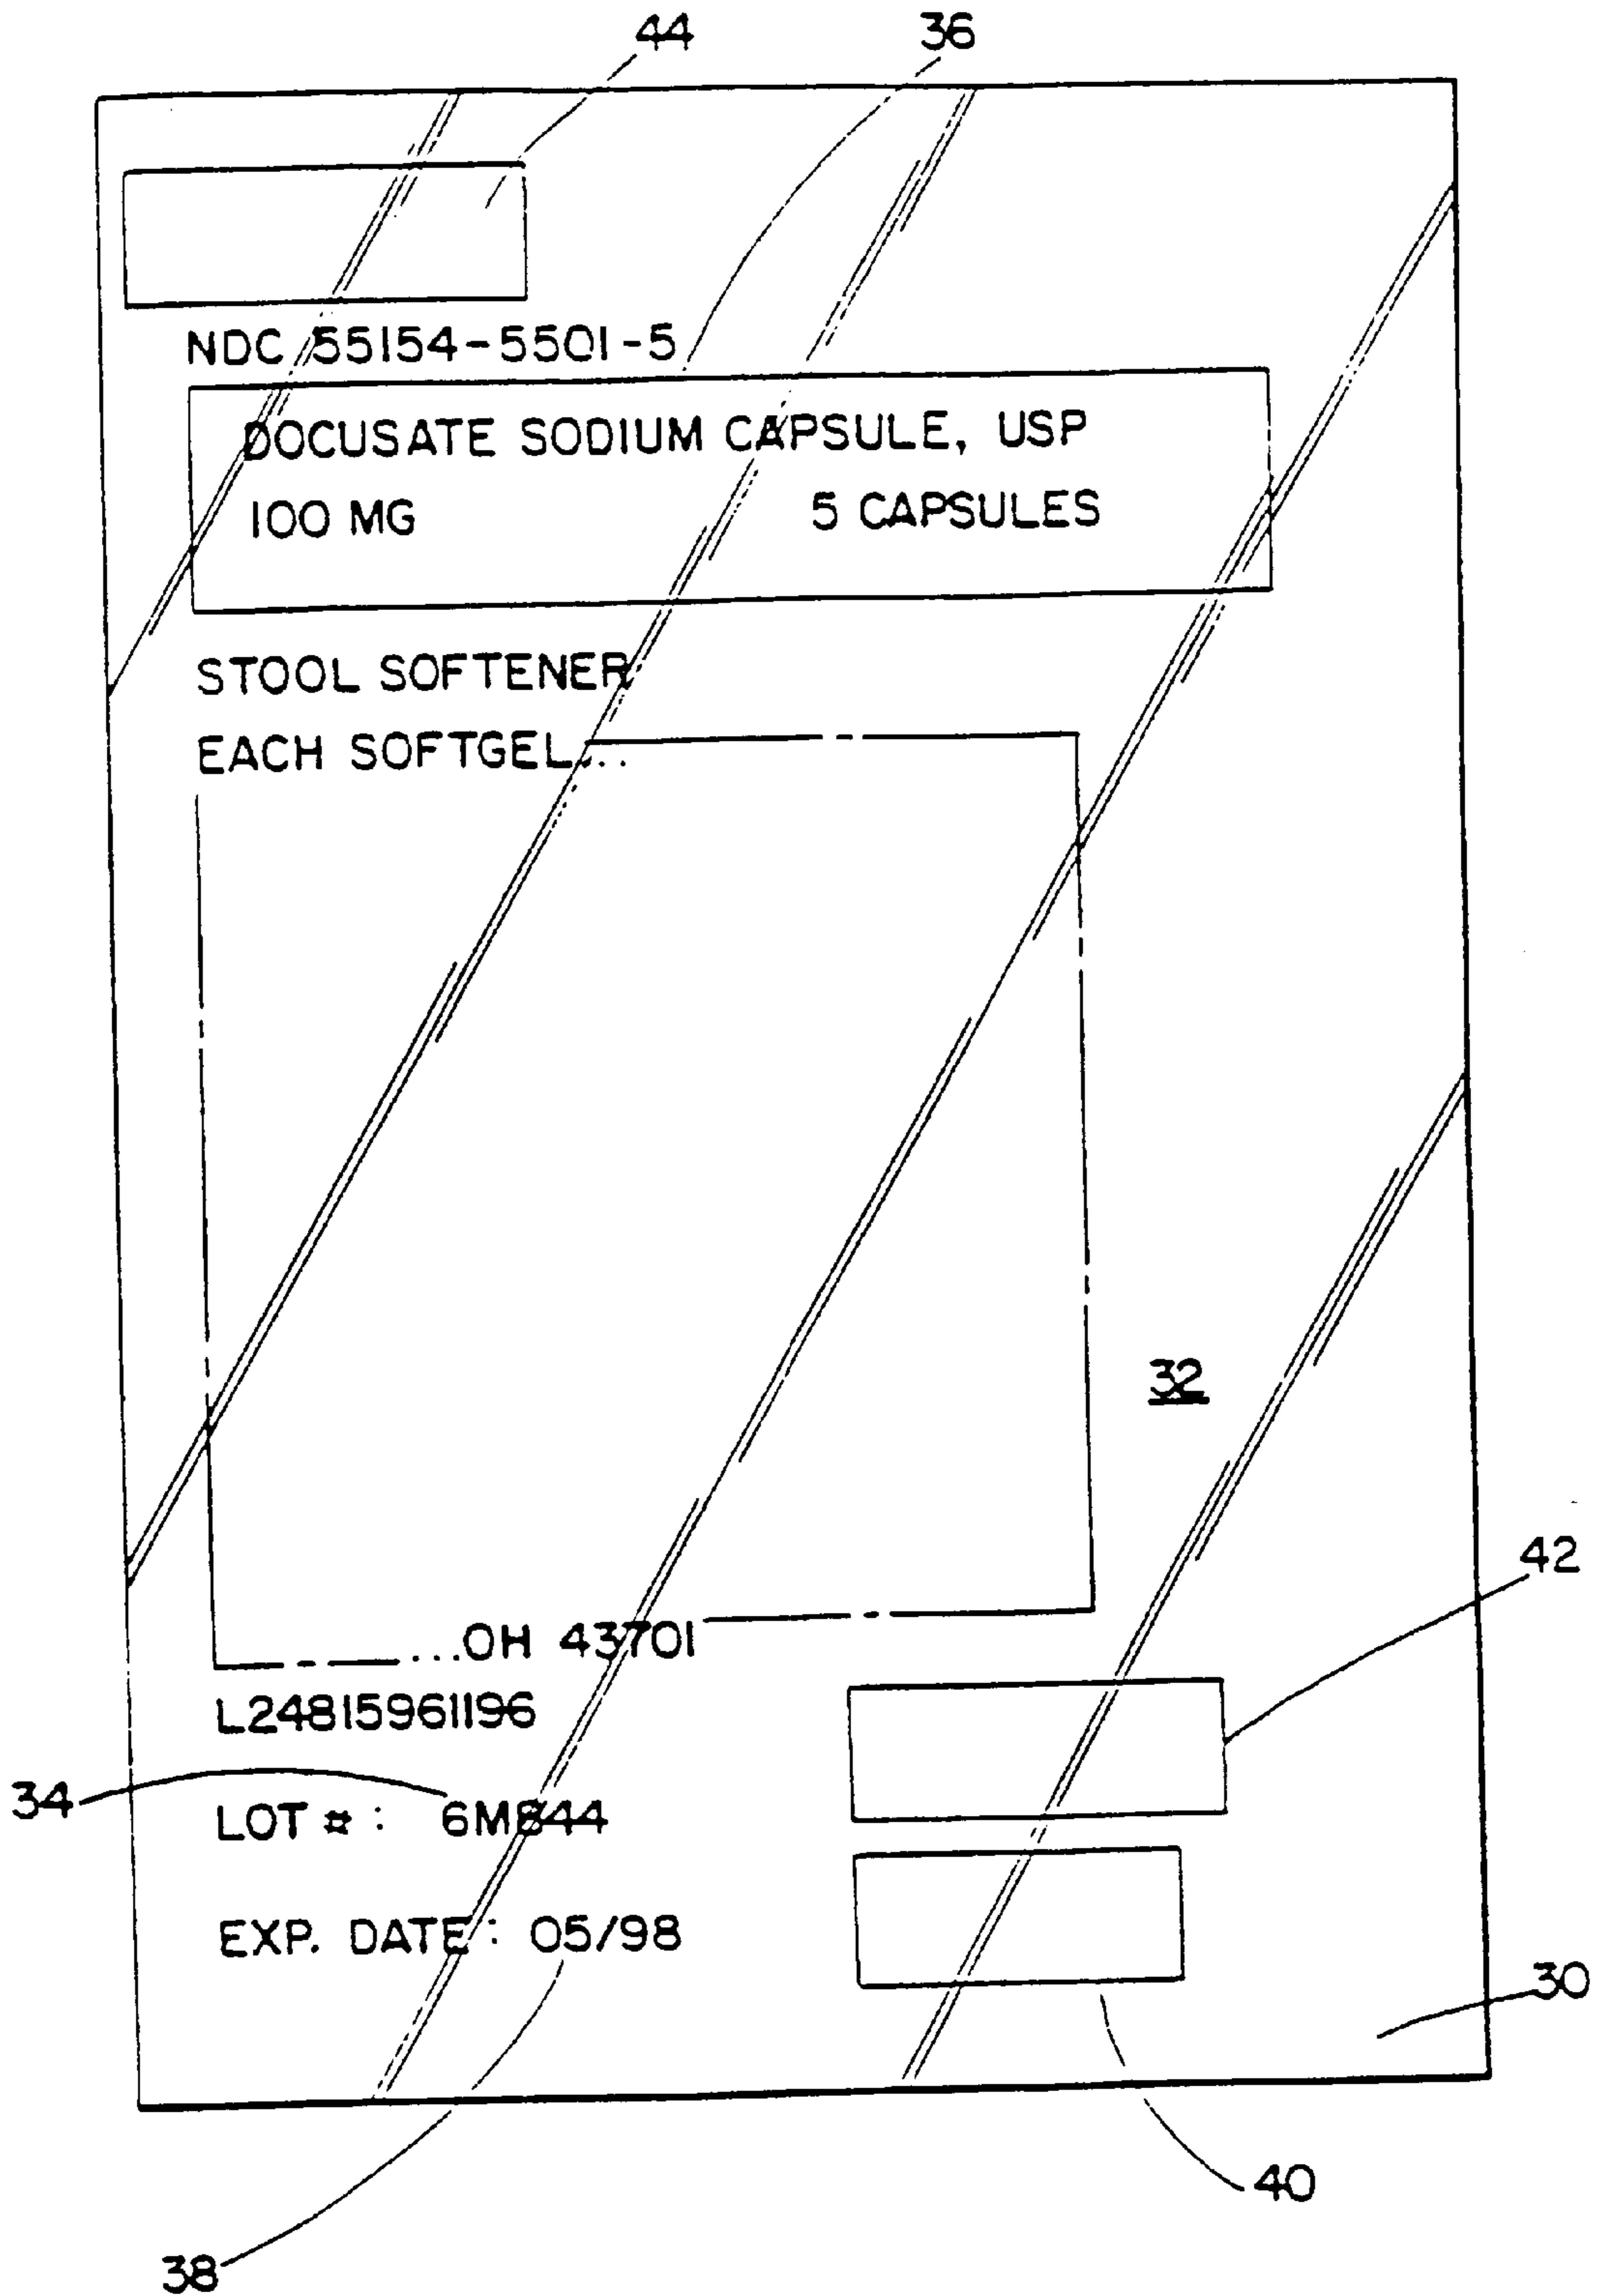 44 36
NDC 55154-5501-5
DOCUSATE SODIUM CAPSULE, USP
100 MG 5 CAPSULES
STOOL SOFTENER
EACH SOFTGEL...
32
42
...OH 43701
L24815961196
34
LOT #: 6M844
EXP. DATE: 05/98
30
40
38